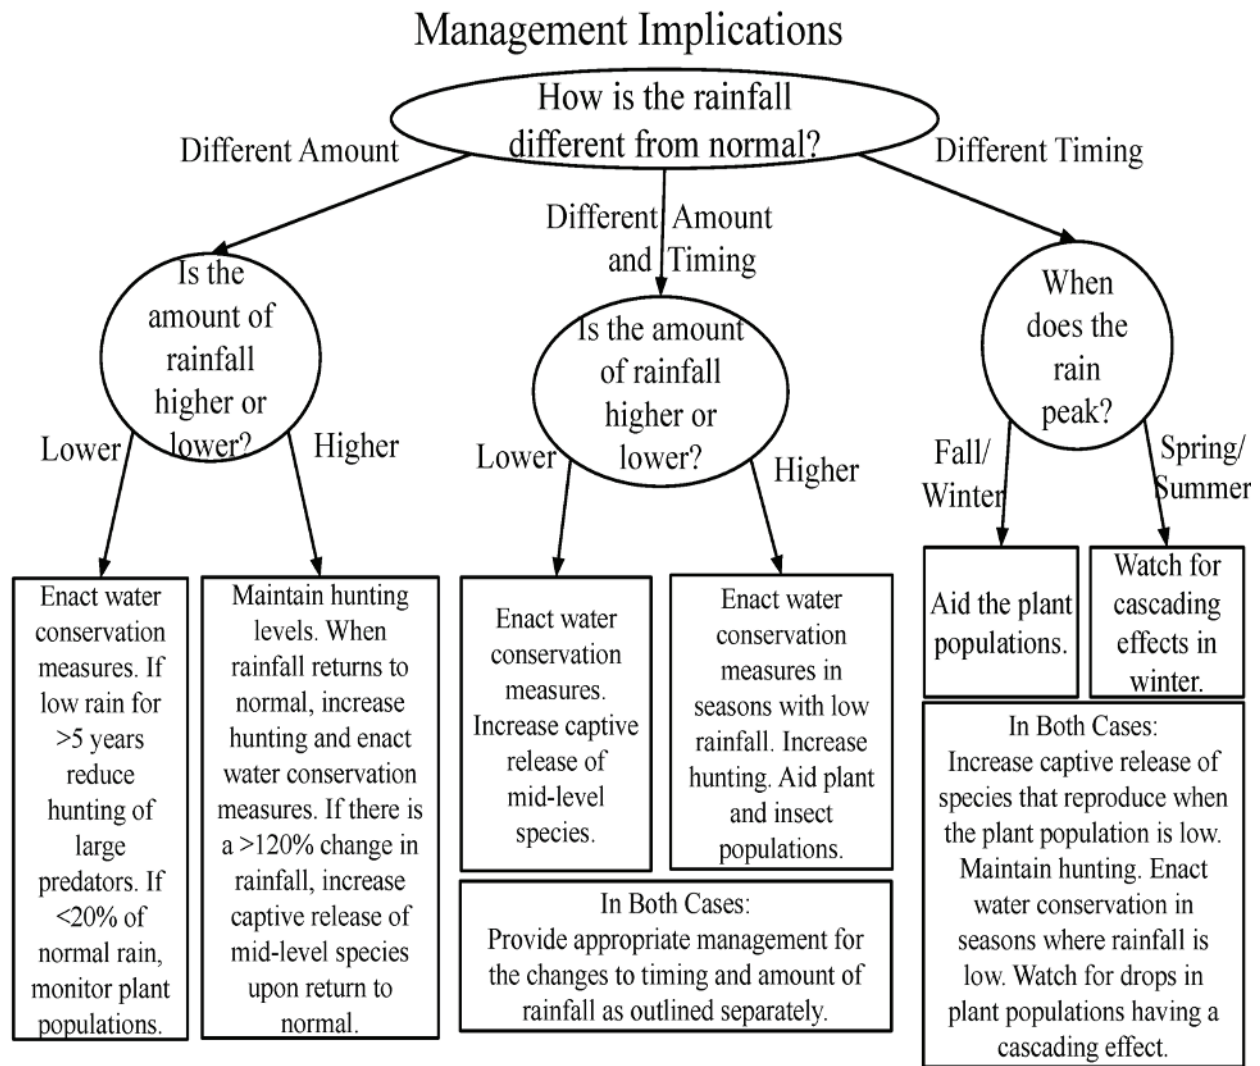 Management Implications
How is the rainfall
different from normal?
Different Amount
Different Amount
and Timing
Different Timing
Is the
amount of
rainfall
higher or
lower?
Lower
Higher
Enact water
conservation
measures. If
low rain for
>5 years
reduce
hunting of
large
predators. If
<20% of
normal rain,
monitor plant
populations.
Maintain hunting
levels. When
rainfall returns to
normal, increase
hunting and enact
water conservation
measures. If there is
a >120% change in
rainfall, increase
captive release of
mid-level species
upon return to
normal.
Is the amount
of rainfall
higher or
lower?
Lower
Higher
Enact water
conservation
measures.
Increase captive
release of
mid-level
species.
Enact water
conservation
measures in
seasons with low
rainfall. Increase
hunting. Aid plant
and insect
populations.
In Both Cases:
Provide appropriate management for
the changes to timing and amount of
rainfall as outlined separately.
When
does the
rain
peak?
Fall/
Winter
Spring/
Summer
Aid the plant
populations.
Watch for
cascading
effects in
winter.
In Both Cases:
Increase captive release of
species that reproduce when
the plant population is low.
Maintain hunting. Enact
water conservation in
seasons where rainfall is
low. Watch for drops in
plant populations having a
cascading effect.